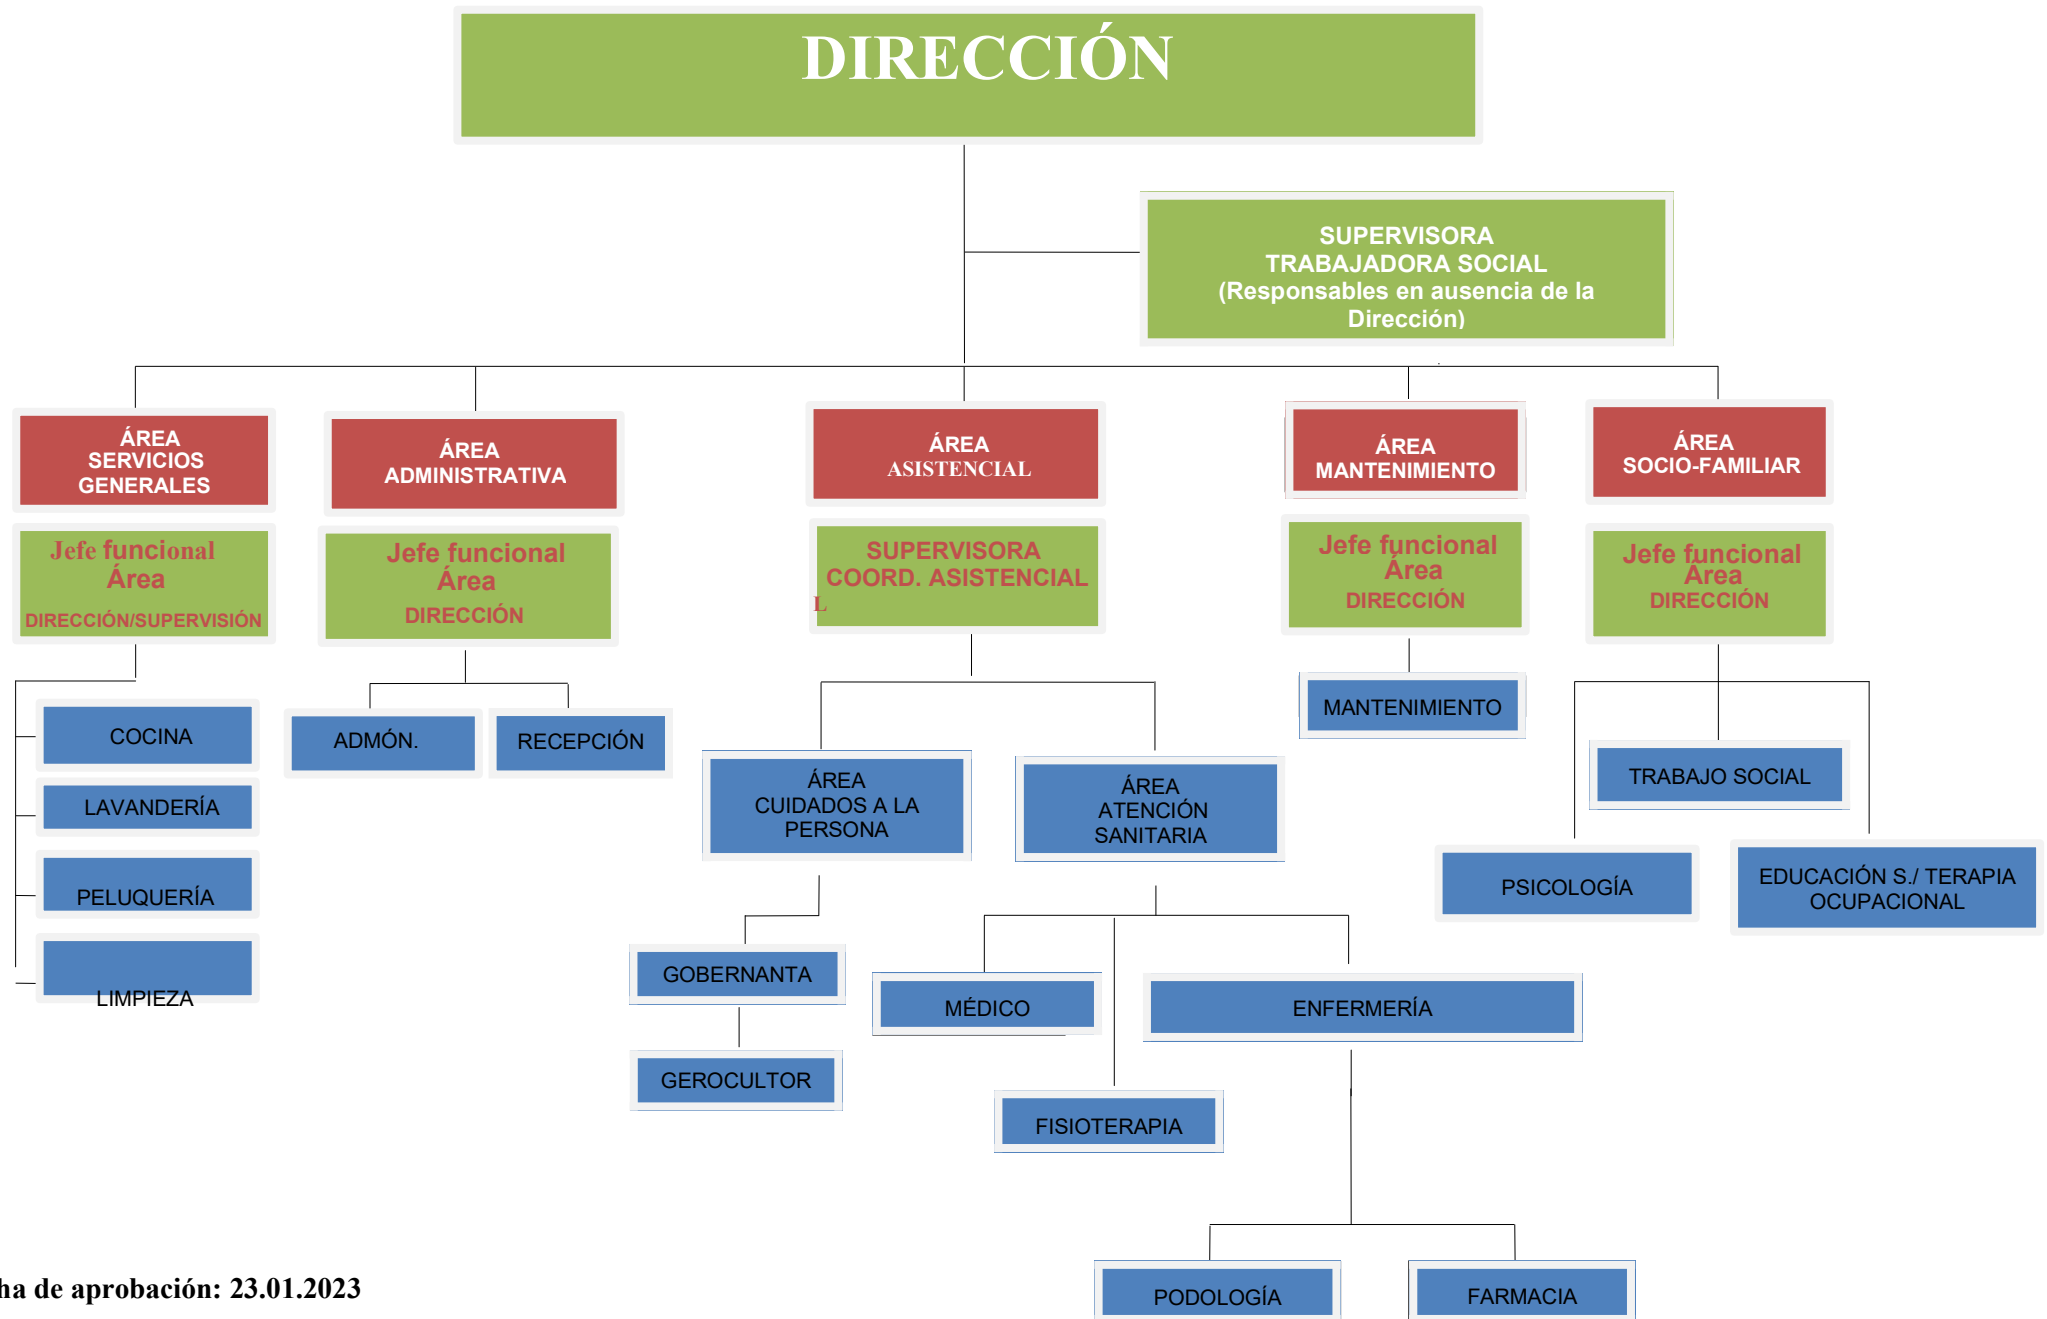 DIRECCIÓN
SUPERVISORA
TRABAJADORA SOCIAL
(Responsables en ausencia de la
Dirección)
ÁREA
SERVICIOS
GENERALES
ÁREA
ADMINISTRATIVA
ÁREA
ASISTENCIAL
ÁREA
MANTENIMIENTO
ÁREA
SOCIO-FAMILIAR
Jefe funcional
Área
DIRECCIÓN/SUPERVISIÓN
Jefe funcional
Área
DIRECCIÓN
SUPERVISORA
COORD. ASISTENCIAL
L
Jefe funcional
Área
DIRECCIÓN
Jefe funcional
Área
DIRECCIÓN
COCINA
LAVANDERÍA
PELUQUERÍA
LIMPIEZA
ADMÓN.
RECEPCIÓN
ÁREA
CUIDADOS A LA
PERSONA
ÁREA
ATENCIÓN
SANITARIA
MANTENIMIENTO
TRABAJO SOCIAL
PSICOLOGÍA
EDUCACIÓN S./ TERAPIA
OCUPACIONAL
GOBERNANTA
GEROCULTOR
MÉDICO
ENFERMERÍA
FISIOTERAPIA
PODOLOGÍA
FARMACIA
ha de aprobación: 23.01.2023